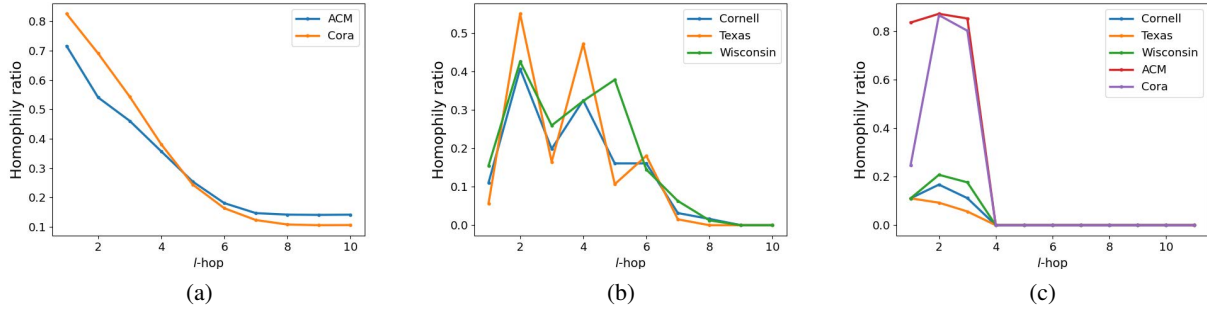 ACM
Cora
Homophily ratio
0.8
0.7
0.6
0.5
0.4
0.3
0.2
0.1
2 4 6 8 10
l-hop
(a)
Cornell
Texas
Wisconsin
Homophily ratio
0.5
0.4
0.3
0.2
0.1
0.0
2 4 6 8 10
l-hop
(b)
Cornell
Texas
Wisconsin
ACM
Cora
Homophily ratio
0.8
0.6
0.4
0.2
0.0
2 4 6 8 10
l-hop
(c)